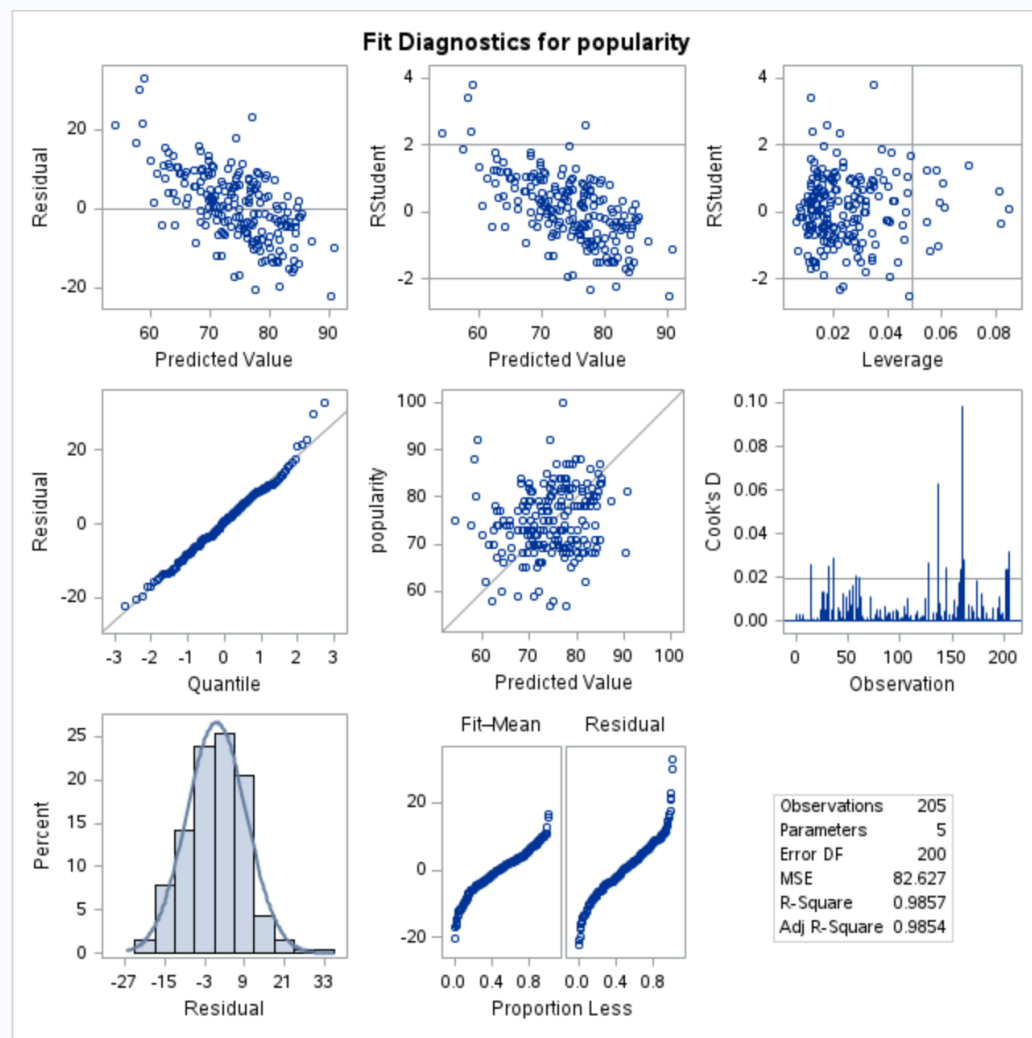 Fit Diagnostics for popularity
Residual
20
0
-20
60 70 80 90
Predicted Value
RStudent
4
2
0
-2
60 70 80 90
Predicted Value
RStudent
4
2
0
-2
0.02 0.04 0.06 0.08
Leverage
Residual
20
0
-20
-3 -2 -1 0 1 2 3
Quantile
popularity
100
90
80
70
60
60 70 80 90 100
Predicted Value
Cook's D
0.10
0.08
0.06
0.04
0.02
0.00
0 50 100 150 200
Observation
Percent
25
20
15
10
5
0
-27 -15 -3 9 21 33
Residual
Fit–Mean Residual
20
0
-20
0.0 0.4 0.8 0.0 0.4 0.8
Proportion Less
Observations 205
Parameters 5
Error DF 200
MSE 82.627
R-Square 0.9857
Adj R-Square 0.9854